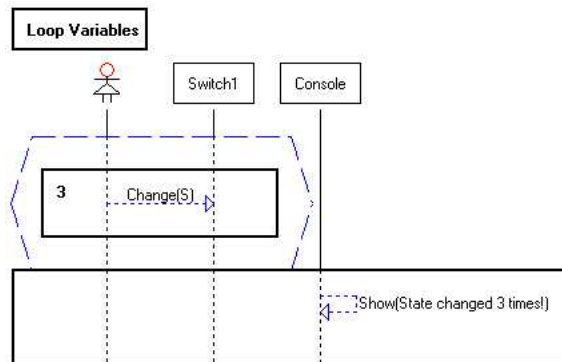 Loop Variables
Switch1
Console
3
Change(S)
Show(State changed 3 times!)